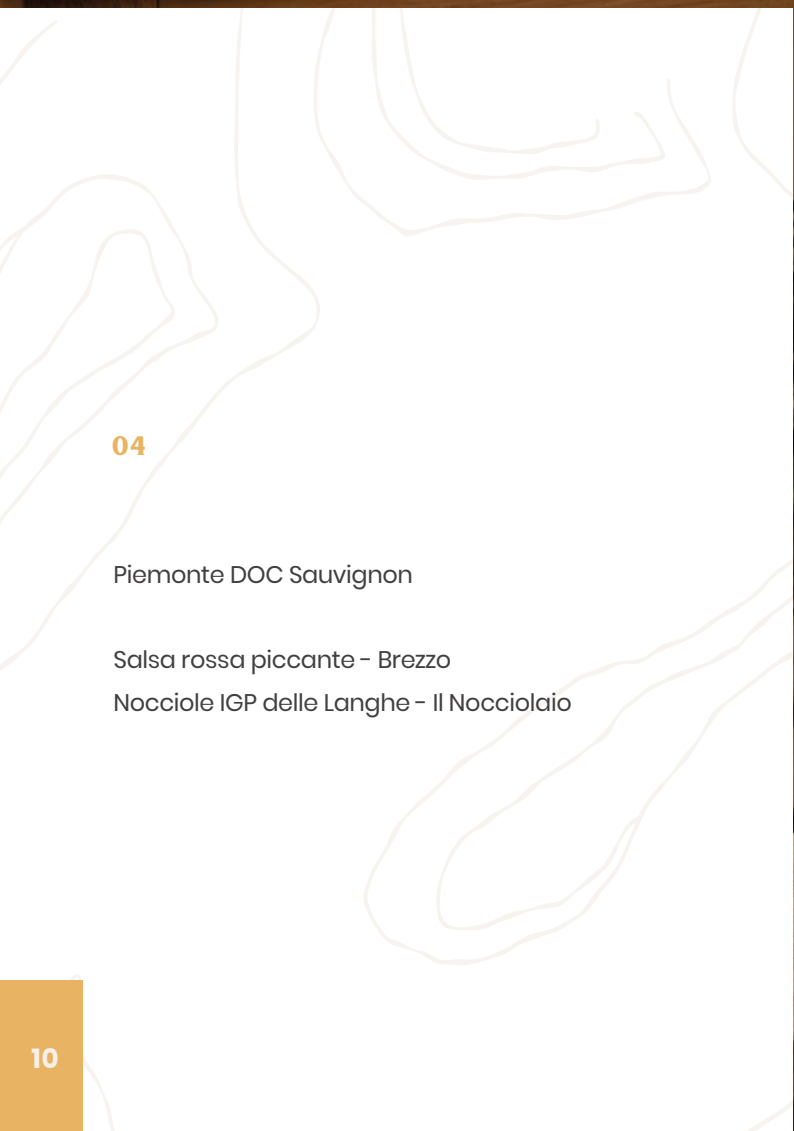 04
Piemonte DOC Sauvignon
Salsa rossa piccante - Brezzo
Nocciole IGP delle Langhe - Il Nocciolaio
10